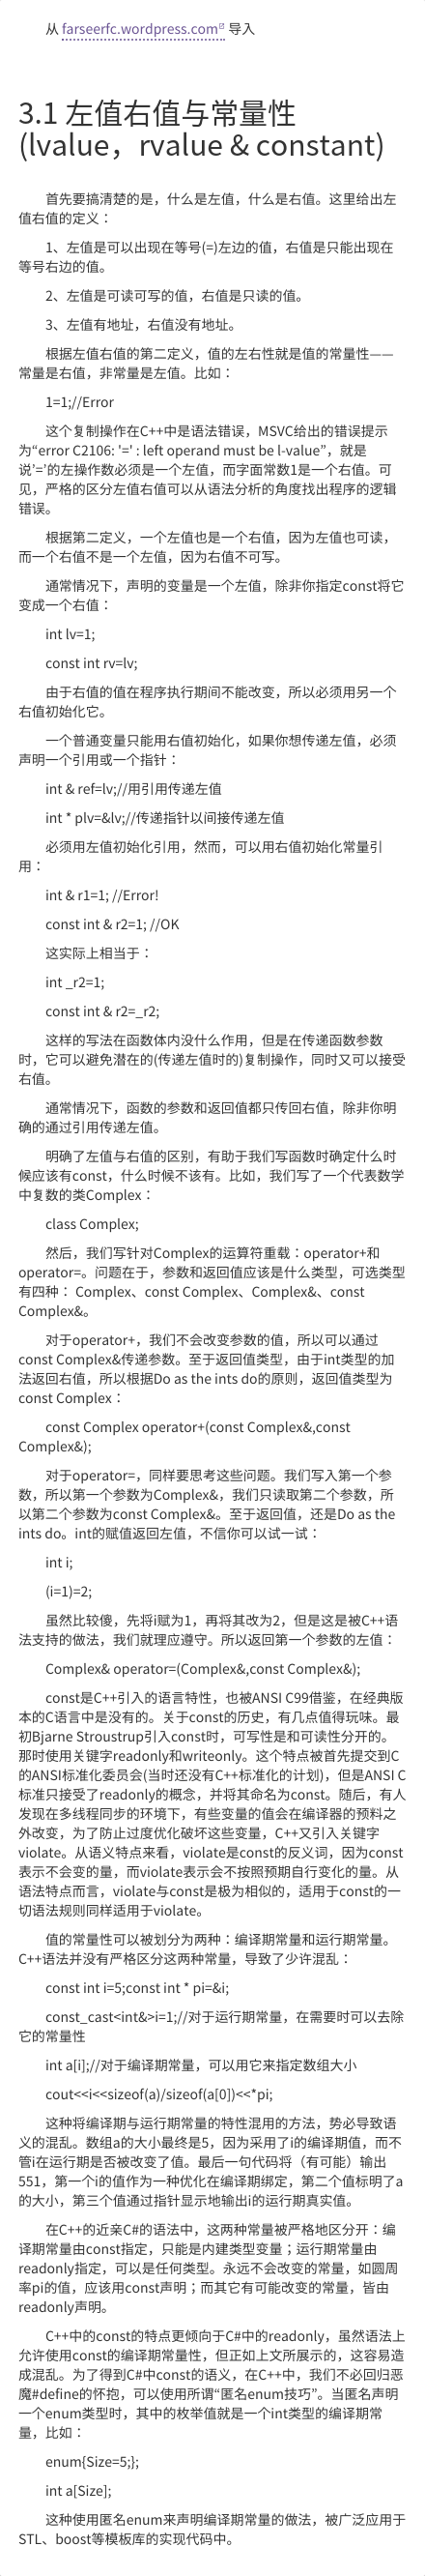 从 farseerfc.wordpress.com 导入
3.1 左值右值与常量性
(lvalue，rvalue & constant)
首先要搞清楚的是，什么是左值，什么是右值。这里给出左
值右值的定义：
1、左值是可以出现在等号(=)左边的值，右值是只能出现在
等号右边的值。
2、左值是可读可写的值，右值是只读的值。
3、左值有地址，右值没有地址。
根据左值右值的第二定义，值的左右性就是值的常量性——
常量是右值，非常量是左值。比如：
1=1;//Error
这个复制操作在C++中是语法错误，MSVC给出的错误提示
为“error C2106: '=' : left operand must be l-value”，就是
说’=’的左操作数必须是一个左值，而字面常数1是一个右值。可
见，严格的区分左值右值可以从语法分析的角度找出程序的逻辑
错误。
根据第二定义，一个左值也是一个右值，因为左值也可读，
而一个右值不是一个左值，因为右值不可写。
通常情况下，声明的变量是一个左值，除非你指定const将它
变成一个右值：
int lv=1;
const int rv=lv;
由于右值的值在程序执行期间不能改变，所以必须用另一个
右值初始化它。
一个普通变量只能用右值初始化，如果你想传递左值，必须
声明一个引用或一个指针：
int & ref=lv;//用引用传递左值
int * plv=&lv;//传递指针以间接传递左值
必须用左值初始化引用，然而，可以用右值初始化常量引
用：
int & r1=1; //Error!
const int & r2=1; //OK
这实际上相当于：
int _r2=1;
const int & r2=_r2;
这样的写法在函数体内没什么作用，但是在传递函数参数
时，它可以避免潜在的(传递左值时的)复制操作，同时又可以接受
右值。
通常情况下，函数的参数和返回值都只传回右值，除非你明
确的通过引用传递左值。
明确了左值与右值的区别，有助于我们写函数时确定什么时
候应该有const，什么时候不该有。比如，我们写了一个代表数学
中复数的类Complex：
class Complex;
然后，我们写针对Complex的运算符重载：operator+和
operator=。问题在于，参数和返回值应该是什么类型，可选类型
有四种： Complex、const Complex、Complex&、const
Complex&。
对于operator+，我们不会改变参数的值，所以可以通过
const Complex&传递参数。至于返回值类型，由于int类型的加
法返回右值，所以根据Do as the ints do的原则，返回值类型为
const Complex：
const Complex operator+(const Complex&,const
Complex&);
对于operator=，同样要思考这些问题。我们写入第一个参
数，所以第一个参数为Complex&，我们只读取第二个参数，所
以第二个参数为const Complex&。至于返回值，还是Do as the
ints do。int的赋值返回左值，不信你可以试一试：
int i;
(i=1)=2;
虽然比较傻，先将i赋为1，再将其改为2，但是这是被C++语
法支持的做法，我们就理应遵守。所以返回第一个参数的左值：
Complex& operator=(Complex&,const Complex&);
const是C++引入的语言特性，也被ANSI C99借鉴，在经典版
本的C语言中是没有的。关于const的历史，有几点值得玩味。最
初Bjarne Stroustrup引入const时，可写性是和可读性分开的。
那时使用关键字readonly和writeonly。这个特点被首先提交到C
的ANSI标准化委员会(当时还没有C++标准化的计划)，但是ANSI C
标准只接受了readonly的概念，并将其命名为const。随后，有人
发现在多线程同步的环境下，有些变量的值会在编译器的预料之
外改变，为了防止过度优化破坏这些变量，C++又引入关键字
violate。从语义特点来看，violate是const的反义词，因为const
表示不会变的量，而violate表示会不按照预期自行变化的量。从
语法特点而言，violate与const是极为相似的，适用于const的一
切语法规则同样适用于violate。
值的常量性可以被划分为两种：编译期常量和运行期常量。
C++语法并没有严格区分这两种常量，导致了少许混乱：
const int i=5;const int * pi=&i;
const_cast<int&>i=1;//对于运行期常量，在需要时可以去除
它的常量性
int a[i];//对于编译期常量，可以用它来指定数组大小
cout<<i<<sizeof(a)/sizeof(a[0])<<*pi;
这种将编译期与运行期常量的特性混用的方法，势必导致语
义的混乱。数组a的大小最终是5，因为采用了i的编译期值，而不
管i在运行期是否被改变了值。最后一句代码将（有可能）输出
551，第一个i的值作为一种优化在编译期绑定，第二个值标明了a
的大小，第三个值通过指针显示地输出i的运行期真实值。
在C++的近亲C#的语法中，这两种常量被严格地区分开：编
译期常量由const指定，只能是内建类型变量；运行期常量由
readonly指定，可以是任何类型。永远不会改变的常量，如圆周
率pi的值，应该用const声明；而其它有可能改变的常量，皆由
readonly声明。
C++中的const的特点更倾向于C#中的readonly，虽然语法上
允许使用const的编译期常量性，但正如上文所展示的，这容易造
成混乱。为了得到C#中const的语义，在C++中，我们不必回归恶
魔#define的怀抱，可以使用所谓“匿名enum技巧”。当匿名声明
一个enum类型时，其中的枚举值就是一个int类型的编译期常
量，比如：
enum{Size=5;};
int a[Size];
这种使用匿名enum来声明编译期常量的做法，被广泛应用于
STL、boost等模板库的实现代码中。